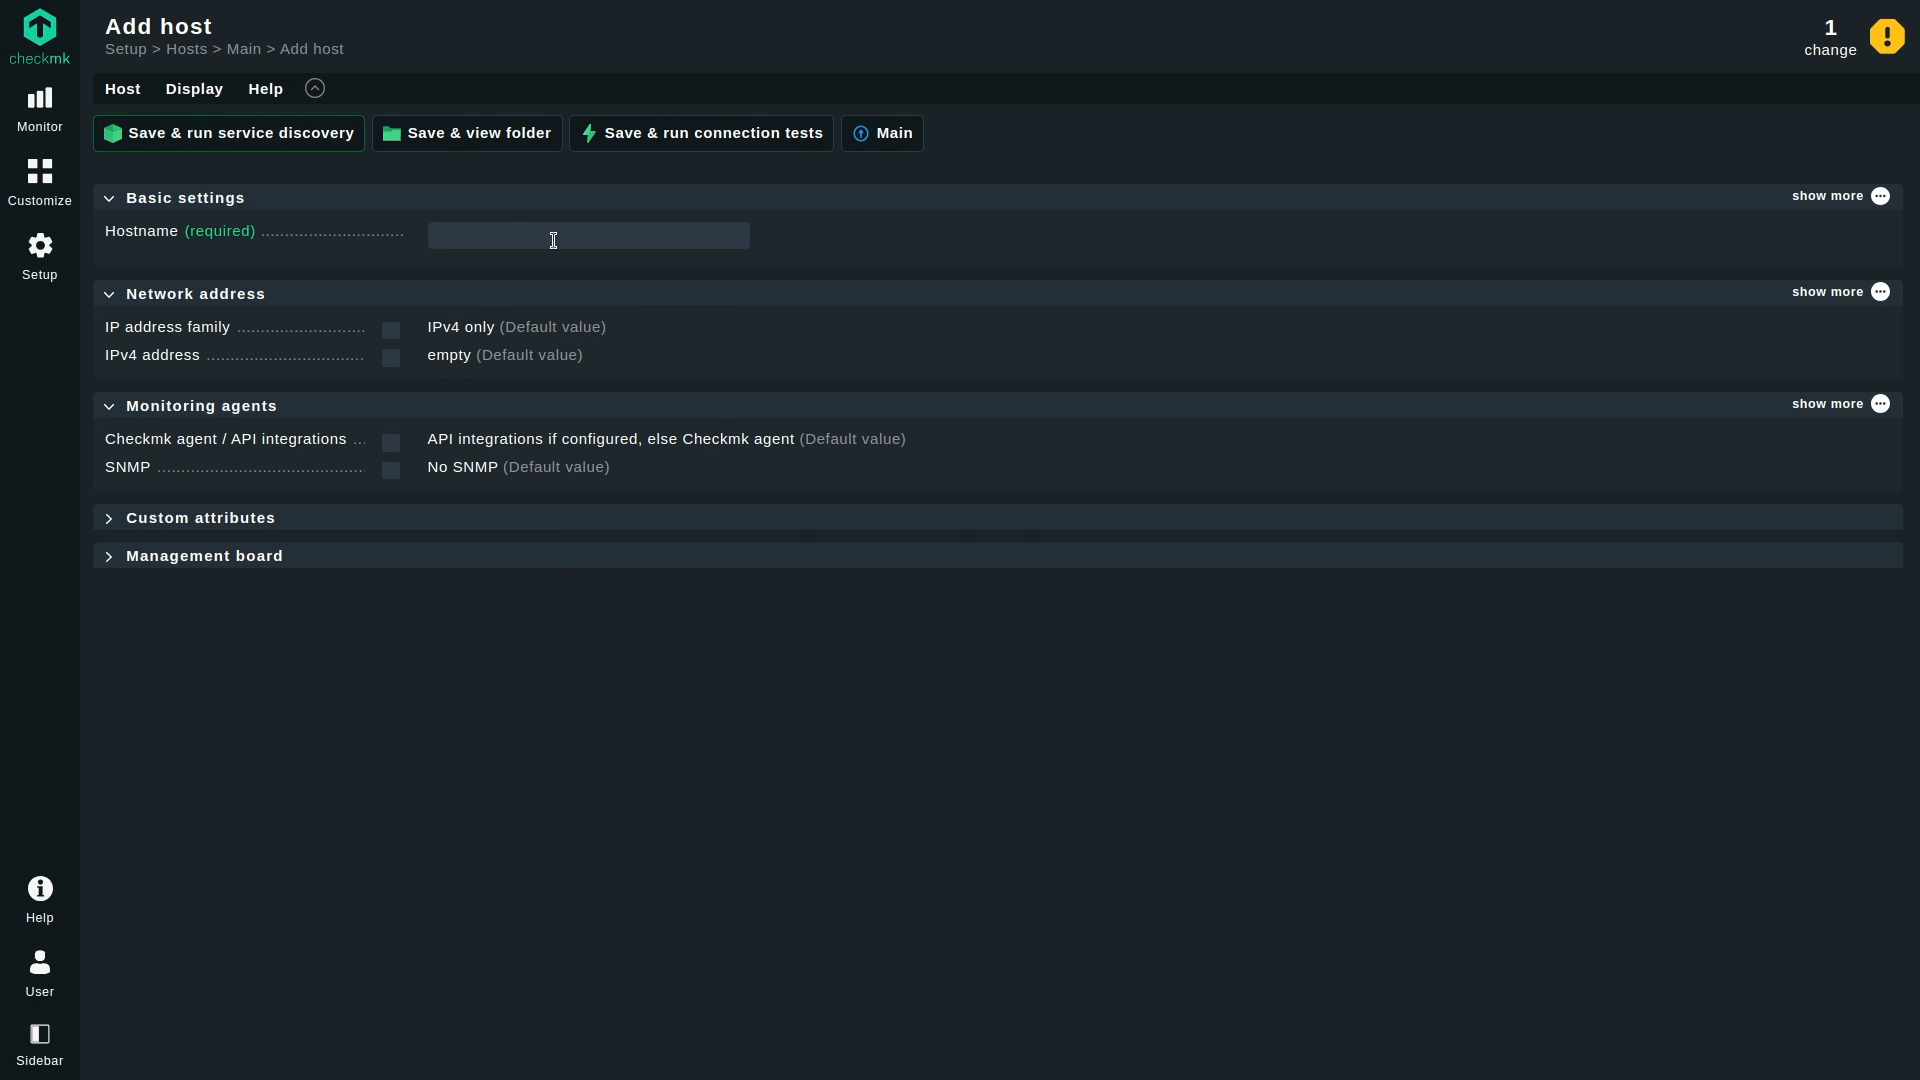 Add host
Setup > Hosts > Main > Add host
1
change
checkmk
Host Display Help
Save & run service discovery Save & view folder Save & run connection tests Main
Monitor
Customize
Setup
Basic settings show more
Hostname (required) ..............................
Network address show more
IP address family ........................... IPv4 only (Default value)
IPv4 address ................................. empty (Default value)
Monitoring agents show more
Checkmk agent / API integrations ... API integrations if configured, else Checkmk agent (Default value)
SNMP ........................................... No SNMP (Default value)
Custom attributes
Management board
Help
User
Sidebar